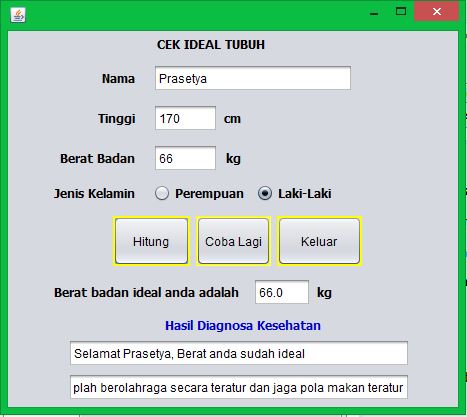 CEK IDEAL TUBUH
Nama Prasetya
Tinggi 170 cm
Berat Badan 66 kg
Jenis Kelamin Perempuan Laki-Laki
Hitung Coba Lagi Keluar
Berat badan ideal anda adalah 66.0 kg
Hasil Diagnosa Kesehatan
Selamat Prasetya, Berat anda sudah ideal
plah berolahraga secara teratur dan jaga pola makan teratur